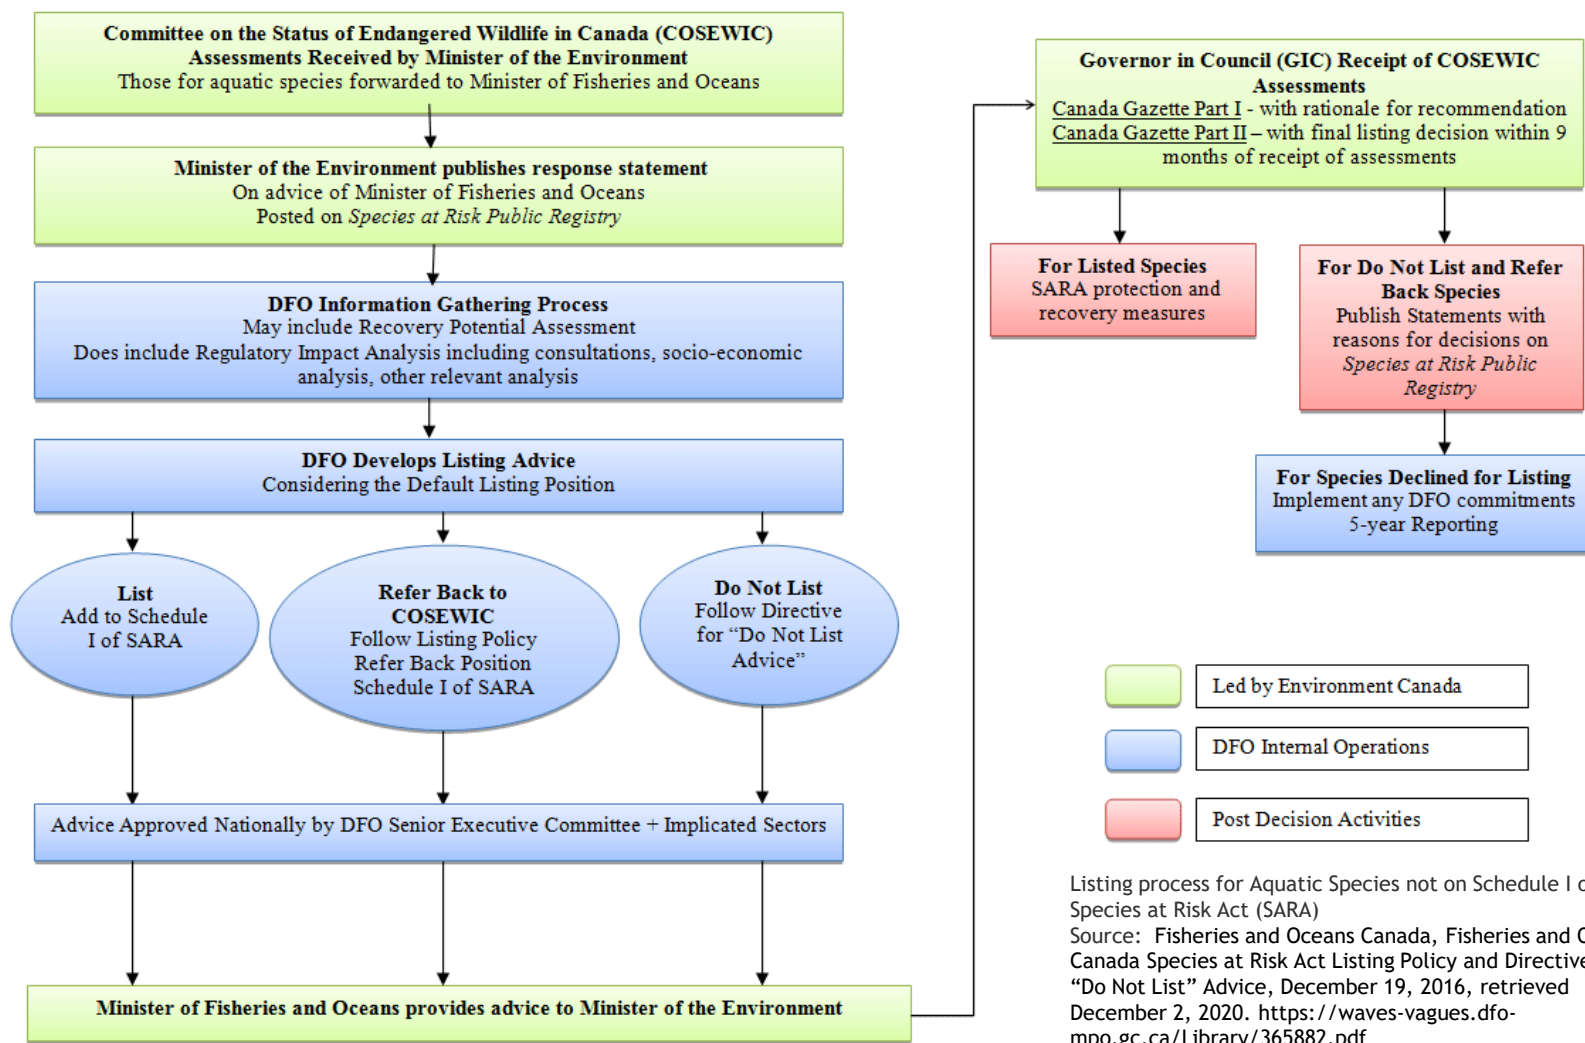 Committee on the Status of Endangered Wildlife in Canada (COSEWIC)
Assessments Received by Minister of the Environment
Those for aquatic species forwarded to Minister of Fisheries and Oceans
Minister of the Environment publishes response statement
On advice of Minister of Fisheries and Oceans
Posted on Species at Risk Public Registry
DFO Information Gathering Process
May include Recovery Potential Assessment
Does include Regulatory Impact Analysis including consultations, socio-economic
analysis, other relevant analysis
DFO Develops Listing Advice
Considering the Default Listing Position
List
Add to Schedule
I of SARA
Refer Back to
COSEWIC
Follow Listing Policy
Refer Back Position
Schedule I of SARA
Do Not List
Follow Directive
for “Do Not List
Advice”
Advice Approved Nationally by DFO Senior Executive Committee + Implicated Sectors
Minister of Fisheries and Oceans provides advice to Minister of the Environment
Governor in Council (GIC) Receipt of COSEWIC
Assessments
Canada Gazette Part I - with rationale for recommendation
Canada Gazette Part II – with final listing decision within 9
months of receipt of assessments
For Listed Species
SARA protection and
recovery measures
For Do Not List and Refer
Back Species
Publish Statements with
reasons for decisions on
Species at Risk Public
Registry
For Species Declined for Listing
Implement any DFO commitments
5-year Reporting
Led by Environment Canada
DFO Internal Operations
Post Decision Activities
Listing process for Aquatic Species not on Schedule I
Species at Risk Act (SARA)
Source: Fisheries and Oceans Canada, Fisheries and
Canada Species at Risk Act Listing Policy and Directive
“Do Not List” Advice, December 19, 2016, retrieved
December 2, 2020. https://waves-vagues.dfo-
mpo.gc.ca/Library/365882.pdf